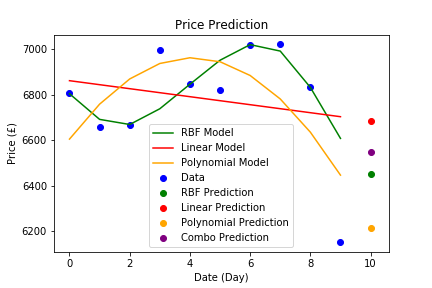 Price Prediction
7000
6800
6600
6400
6200
Price (£)
RBF Model
Linear Model
Polynomial Model
Data
RBF Prediction
Linear Prediction
Polynomial Prediction
Combo Prediction
0 2 4 6 8 10
Date (Day)